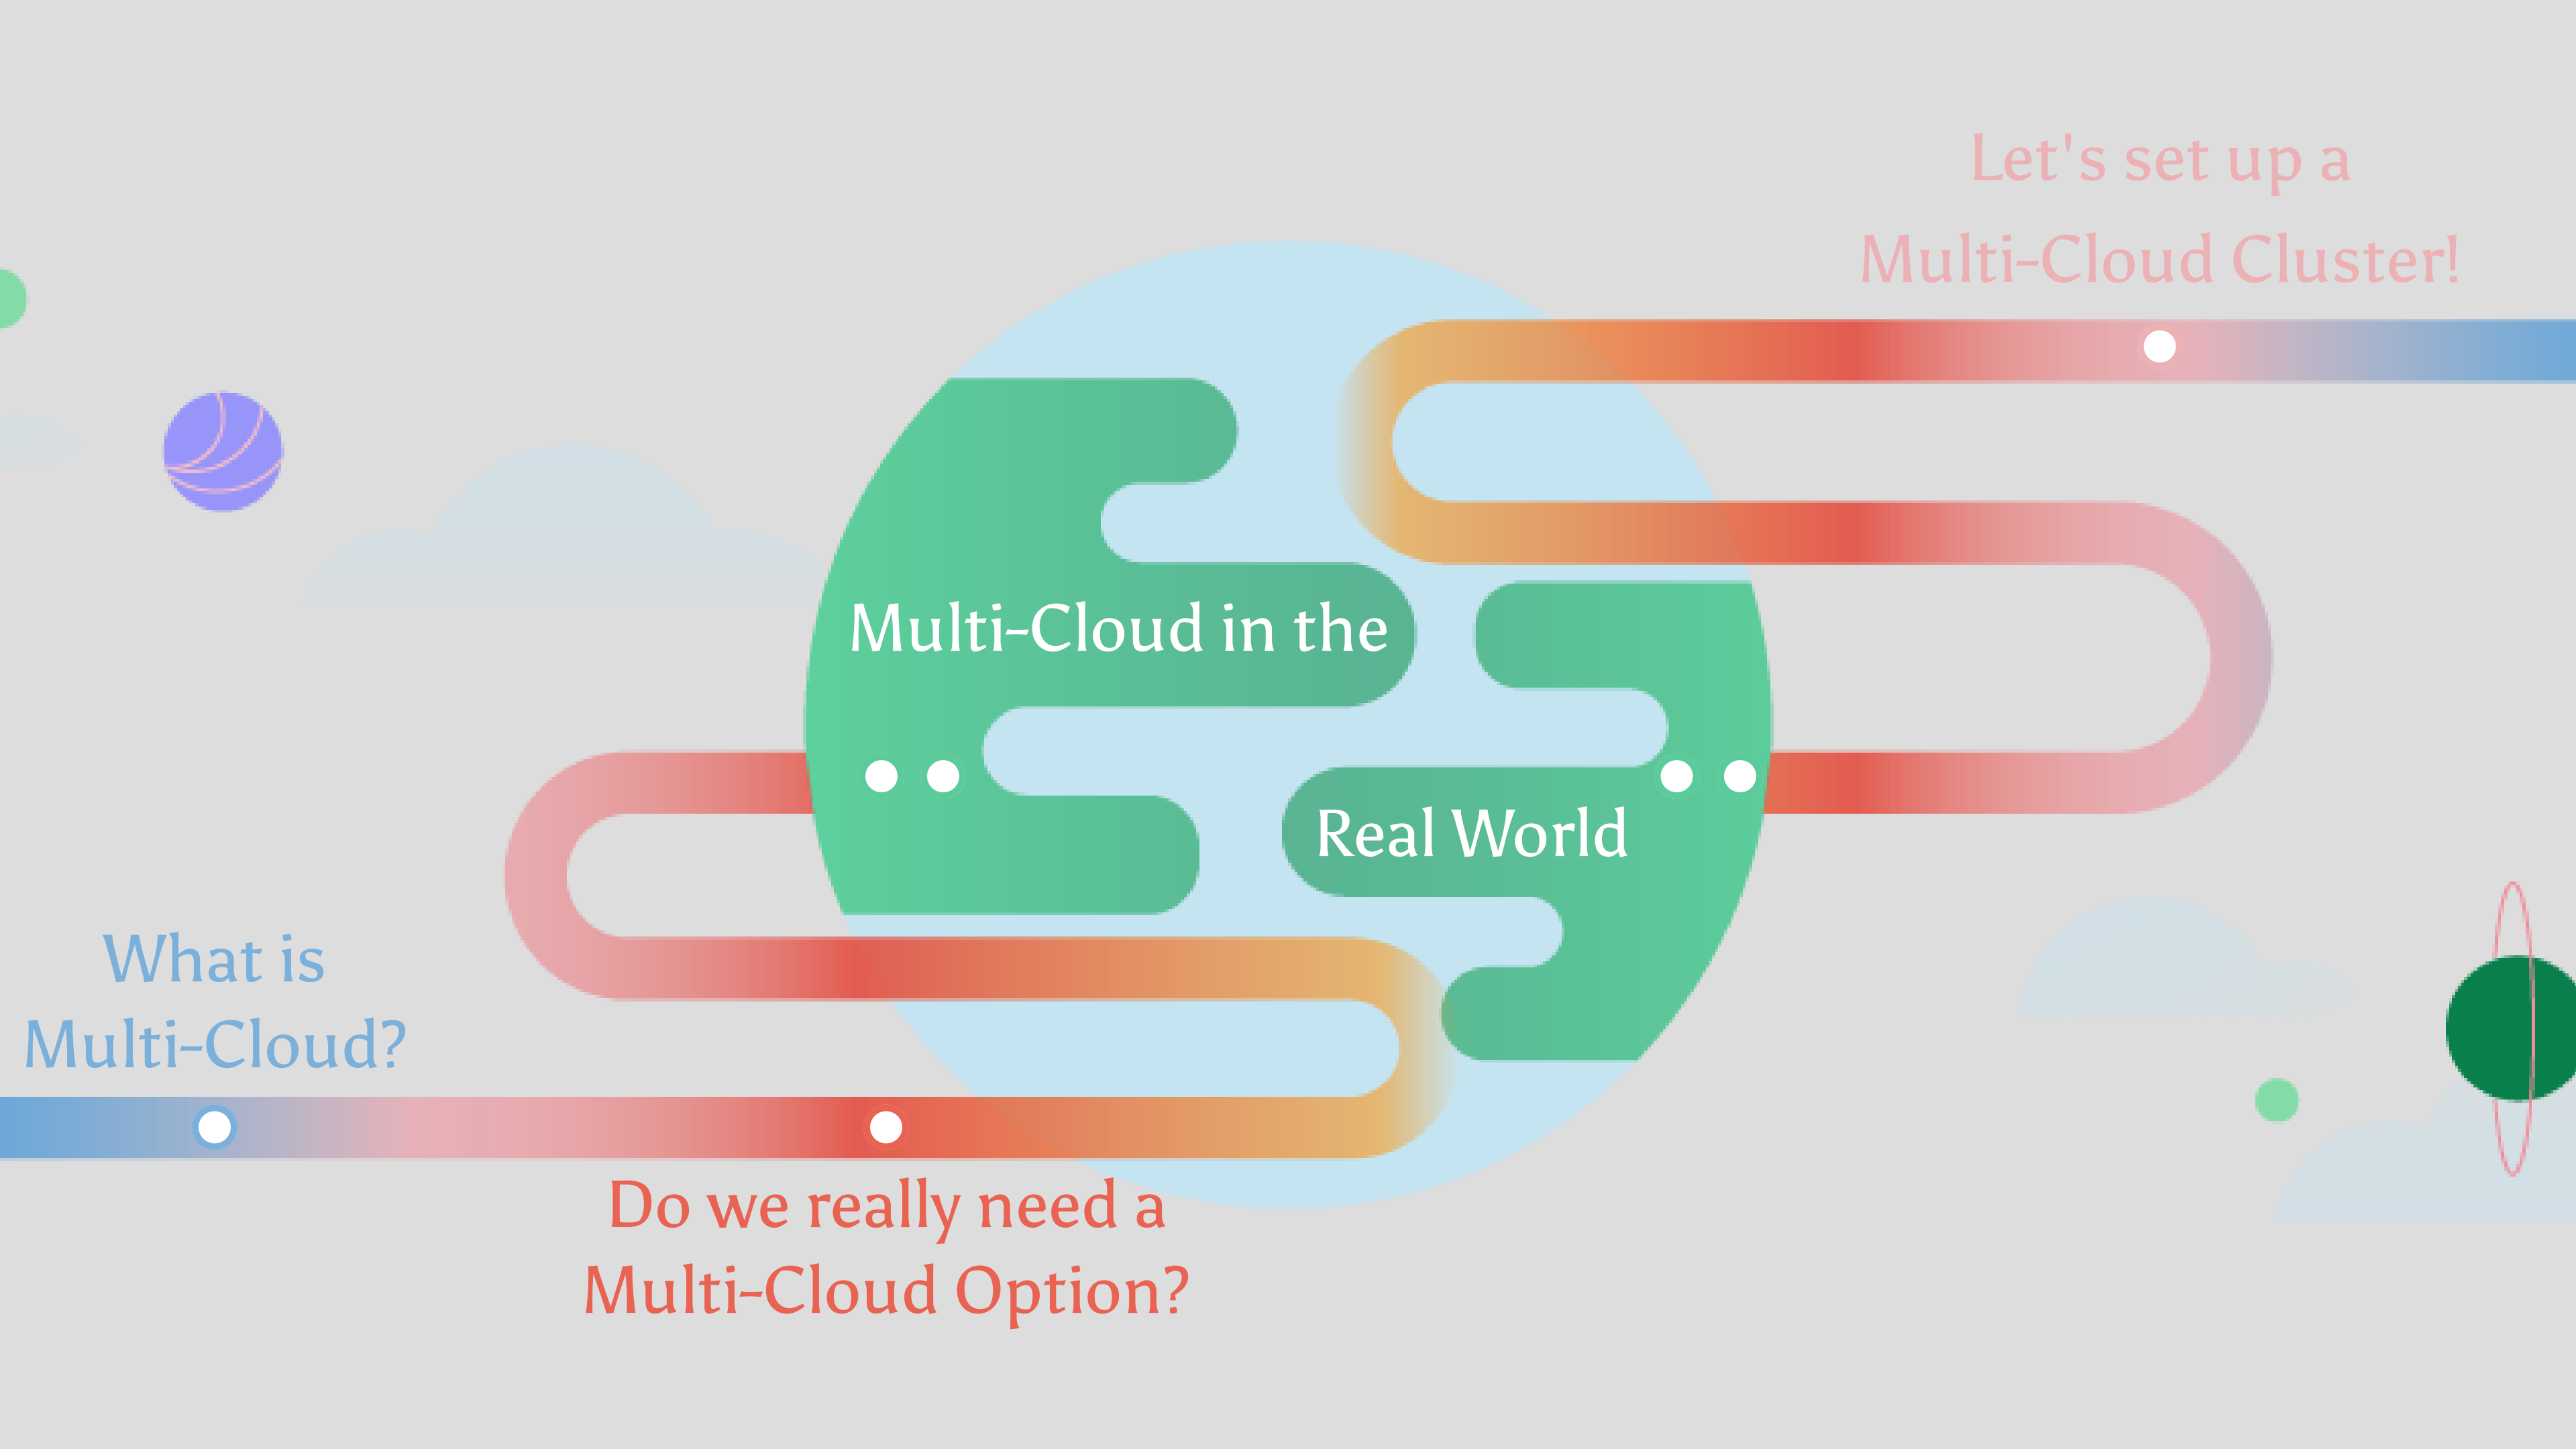 What is
Multi-Cloud?
Do we really need a
Multi-Cloud Option?
Multi-Cloud in the
Real World
Let's set up a
Multi-Cloud Cluster!